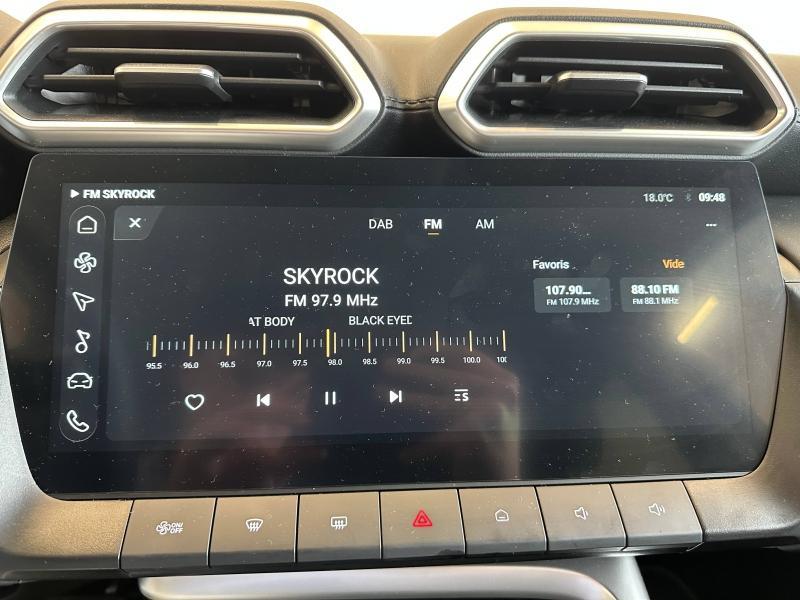 FM SKYROCK
18.0°C 09:48
DAB FM AM
SKYROCK
FM 97.9 MHz
AT BODY BLACK EYED
95.5 96.0 96.5 97.0 97.5 98.0 98.5 99.0 99.5 100.0 10
Favoris Vide
107.90... 88.10 FM
FM 107.9 MHz FM 88.1 MHz
ON/
OFF